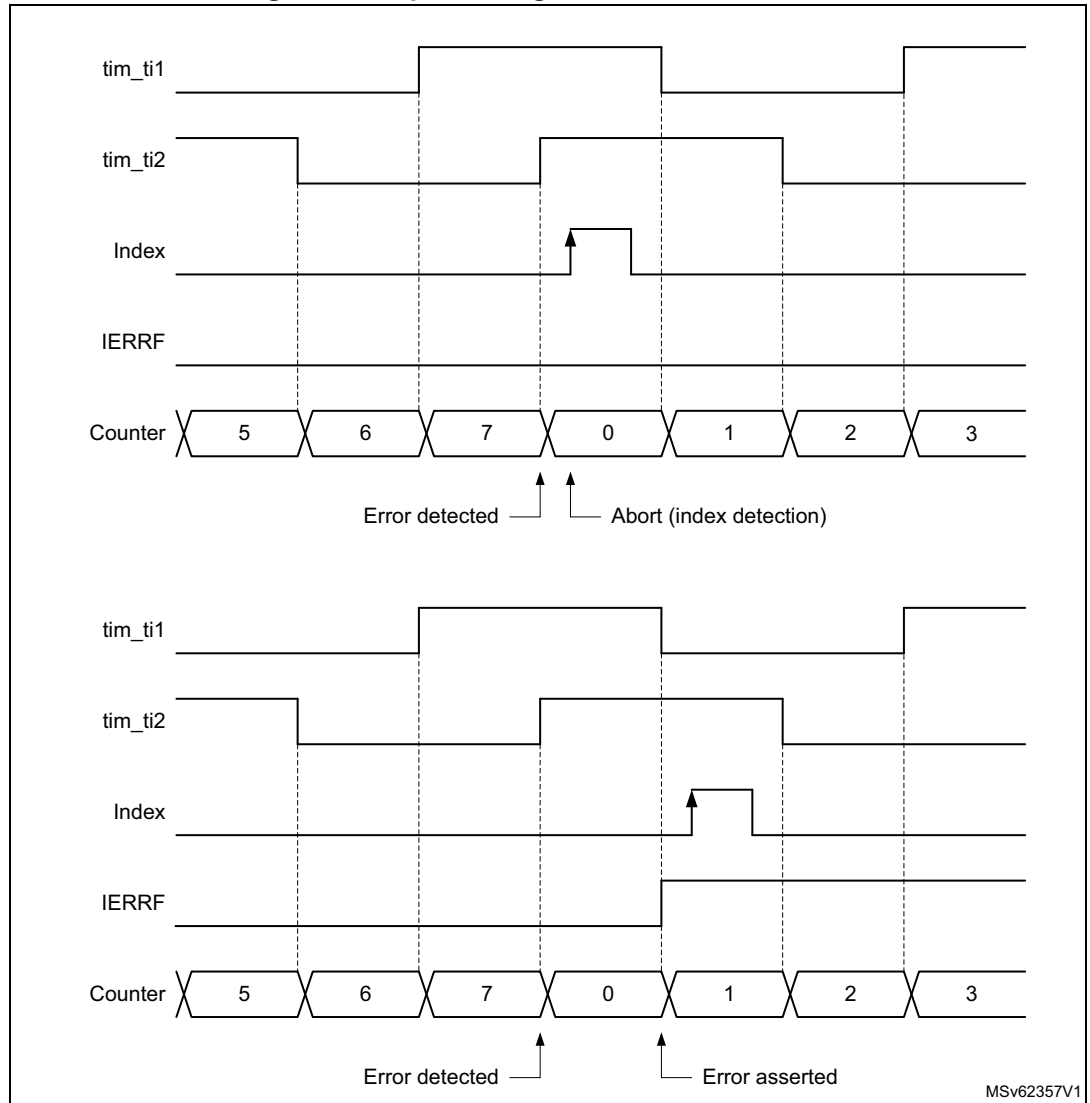 tim_ti1
tim_ti2
Index
IERRF
Counter 5 6 7 0 1 2 3
Error detected Abort (index detection)
tim_ti1
tim_ti2
Index
IERRF
Counter 5 6 7 0 1 2 3
Error detected Error asserted
MSv62357V1